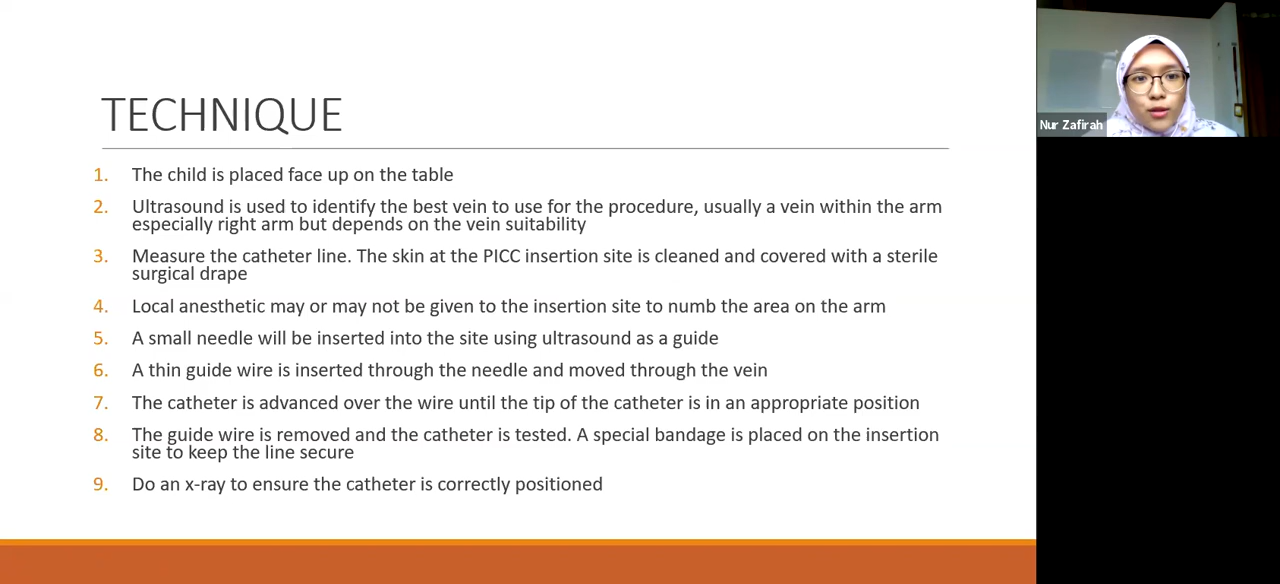 TECHNIQUE
1. The child is placed face up on the table
2. Ultrasound is used to identify the best vein to use for the procedure, usually a vein within the arm
especially right arm but depends on the vein suitability
3. Measure the catheter line. The skin at the PICC insertion site is cleaned and covered with a sterile
surgical drape
4. Local anesthetic may or may not be given to the insertion site to numb the area on the arm
5. A small needle will be inserted into the site using ultrasound as a guide
6. A thin guide wire is inserted through the needle and moved through the vein
7. The catheter is advanced over the wire until the tip of the catheter is in an appropriate position
8. The guide wire is removed and the catheter is tested. A special bandage is placed on the insertion
site to keep the line secure
9. Do an x-ray to ensure the catheter is correctly positioned
Nur Zafirah